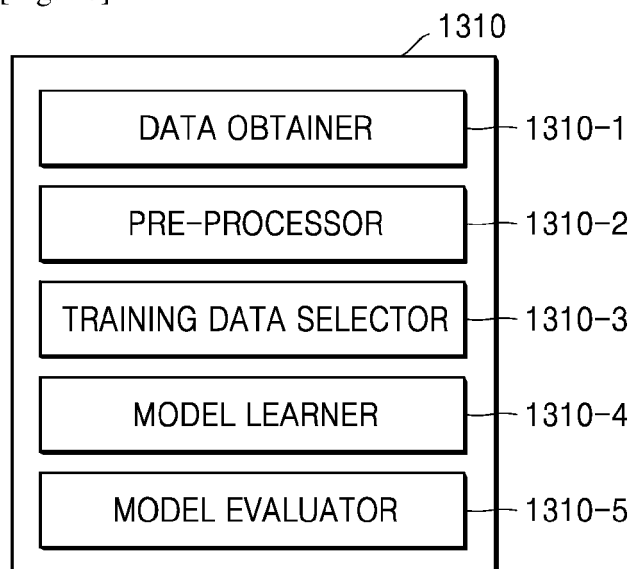 1310
DATA OBTAINER 1310-1
PRE-PROCESSOR 1310-2
TRAINING DATA SELECTOR 1310-3
MODEL LEARNER 1310-4
MODEL EVALUATOR 1310-5